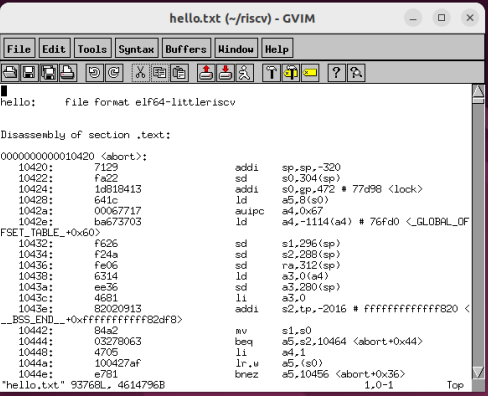 hello.txt (~/riscv) - GVIM
File Edit Tools Syntax Buffers Window Help
hello:     file format elf64-littleriscv
Disassembly of section .text:
0000000000010420 <abort>:
10420: 7129 addi sp,sp,-320
10422: fa22 sd s0,304(sp)
10424: 1d818413 addi s0,gp,472 # 77d98 <lock>
10428: 641c ld a5,8(s0)
1042a: 00067717 auipc a4,0x67
1042e: ba673703 ld a4,-1114(a4) # 76fd0 <_GLOBAL_OF
FSET_TABLE_+0x60>
10432: f626 sd s1,296(sp)
10434: f24a sd s2,288(sp)
10436: fe06 sd ra,312(sp)
10438: 6314 ld a3,0(a4)
1043a: ee36 sd a3,280(sp)
1043c: 4681 li a3,0
1043e: 82020913 addi s2,tp,-2016 # fffffffffffff820 <
__BSS_END__+0xfffffffffff82df8>
10442: 84a2 mv s1,s0
10444: 03278063 beq a5,s2,10464 <abort+0x44>
10448: 4705 li a4,1
1044a: 100427af lr.w a5,(s0)
1044e: e781 bnez a5,10456 <abort+0x36>
"hello.txt" 93768L, 4614796B 1,0-1 Top